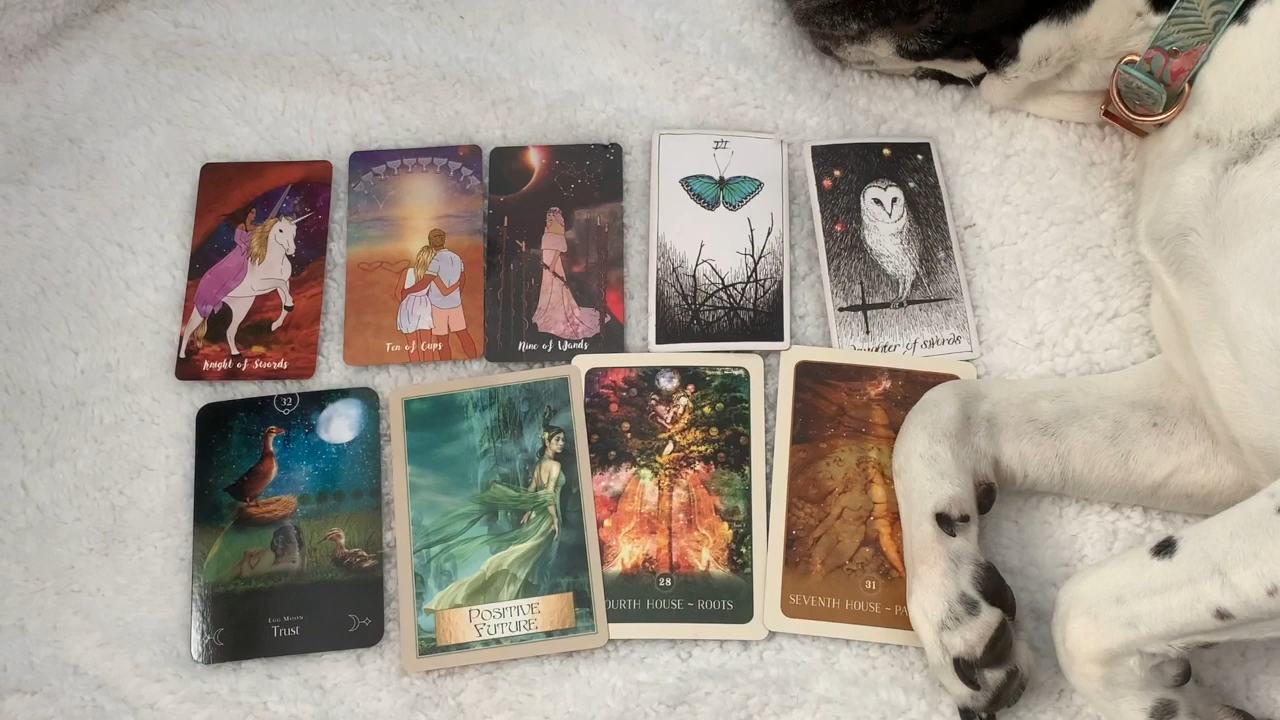 Knight of Swords
Ten of Cups
Nine of Wands
VI
Daughter of swords
32
Egg Moon
Trust
POSITIVE
FUTURE
28
FOURTH HOUSE ~ ROOTS
31
SEVENTH HOUSE ~ PA